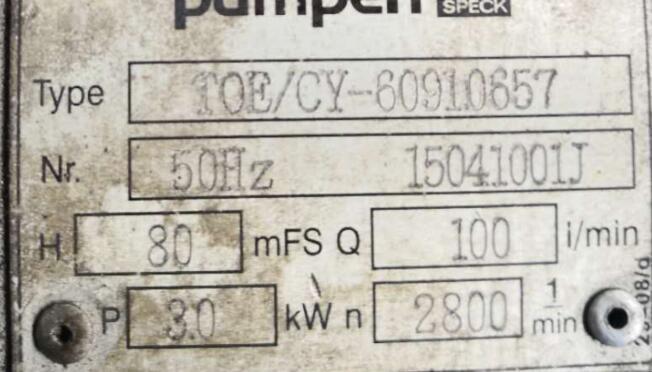 pumpen SPECK
Type TOE/CY-60910657
Nr. 50Hz 15041001J
H 80 mFS Q 100 l/min
P 3.0 kW n 2800 1/min